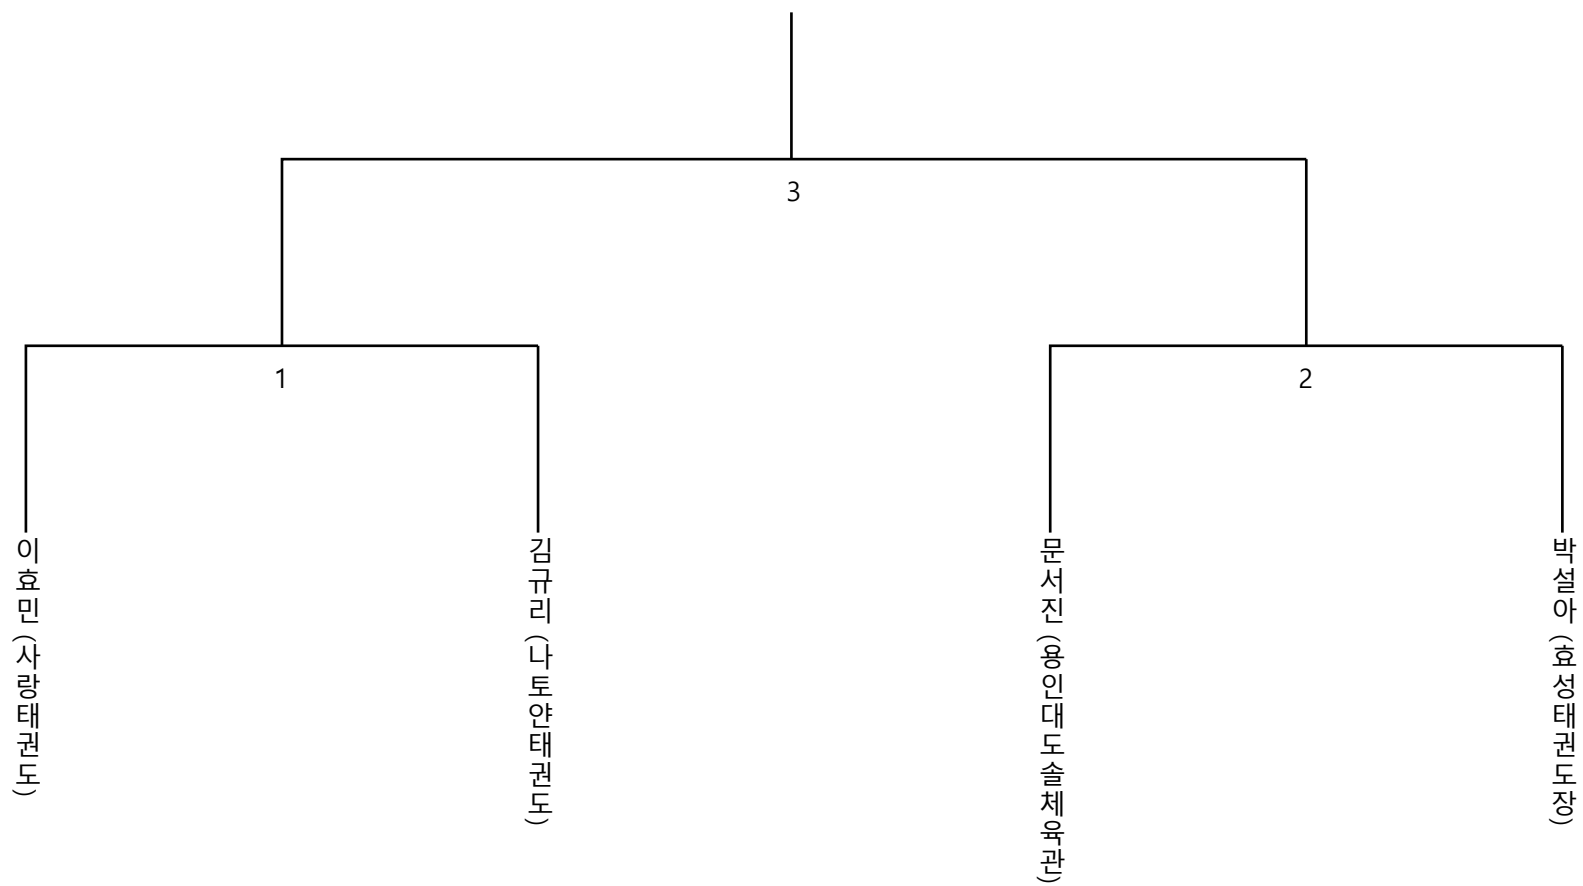 3
1
2
이효민 (사랑태권도)
김규리 (나토얀태권도)
문서진 (용인대도솔체육관)
박설아 (효성태권도장)